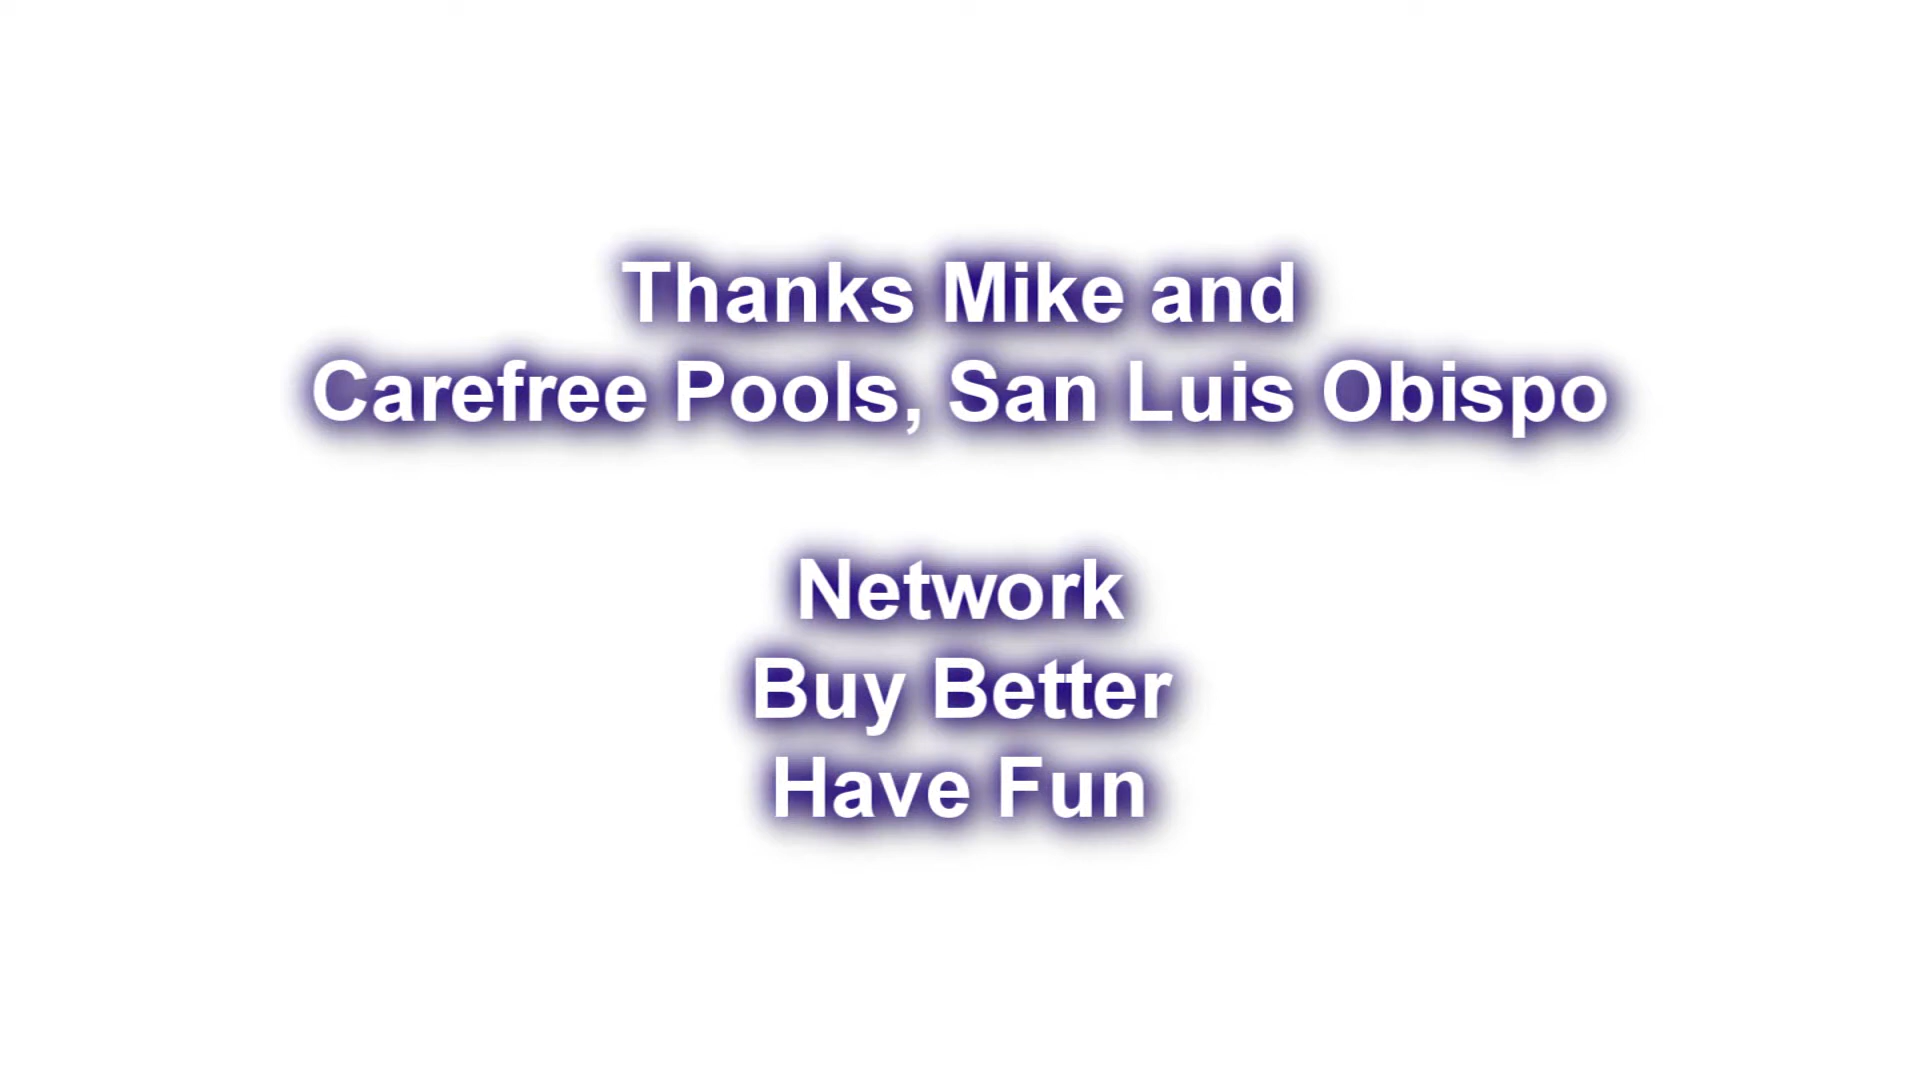 Thanks Mike and
Carefree Pools, San Luis Obispo
Network
Buy Better
Have Fun